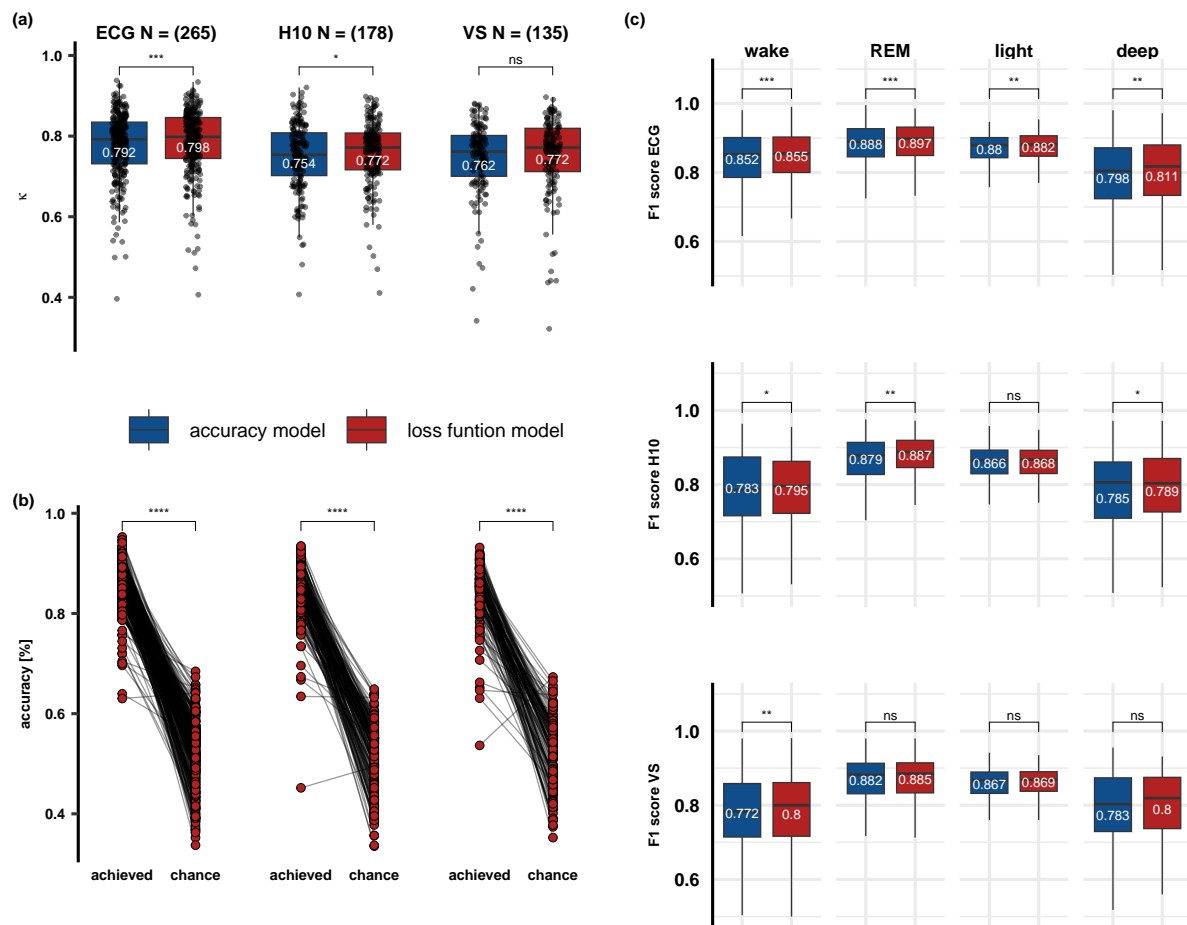 (a)
ECG N = (265)
H10 N = (178)
VS N = (135)
***
*
ns
1.0
0.8
0.6
0.4
κ
0.792
0.798
0.754
0.772
0.762
0.772
accuracy model
loss funtion model
(b)
****
****
****
1.0
0.8
0.6
0.4
accuracy [%]
achieved
chance
achieved
chance
achieved
chance
(c)
wake
REM
light
deep
***
***
**
**
1.0
0.8
0.6
F1 score ECG
0.852
0.855
0.888
0.897
0.88
0.882
0.798
0.811
*
**
ns
*
1.0
0.8
0.6
F1 score H10
0.783
0.795
0.879
0.887
0.866
0.868
0.785
0.789
**
ns
ns
ns
1.0
0.8
0.6
F1 score VS
0.772
0.8
0.882
0.885
0.867
0.869
0.783
0.8